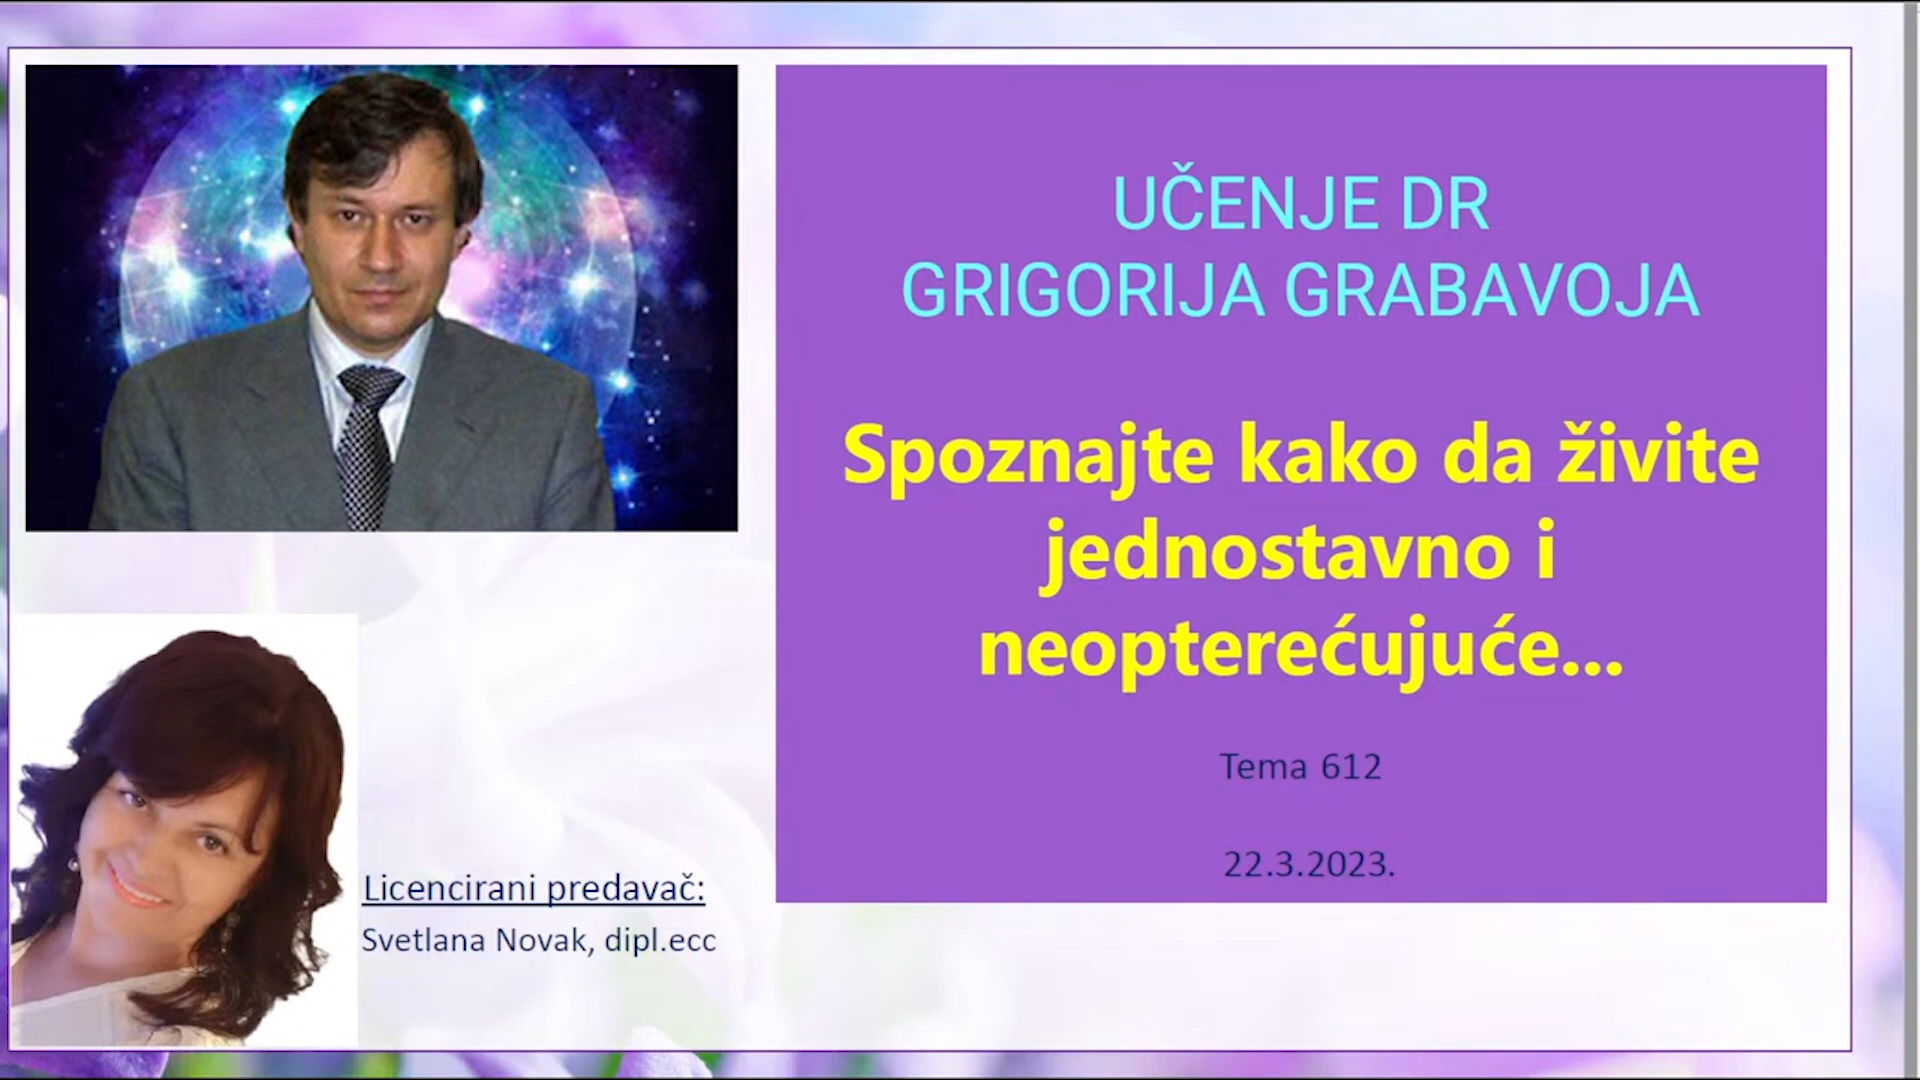 UČENJE DR
GRIGORIJA GRABAVOJA
Spoznajte kako da živite
jednostavno i
neopterećujuće...
Tema 612
22.3.2023.
Licencirani predavač:
Svetlana Novak, dipl.ecc